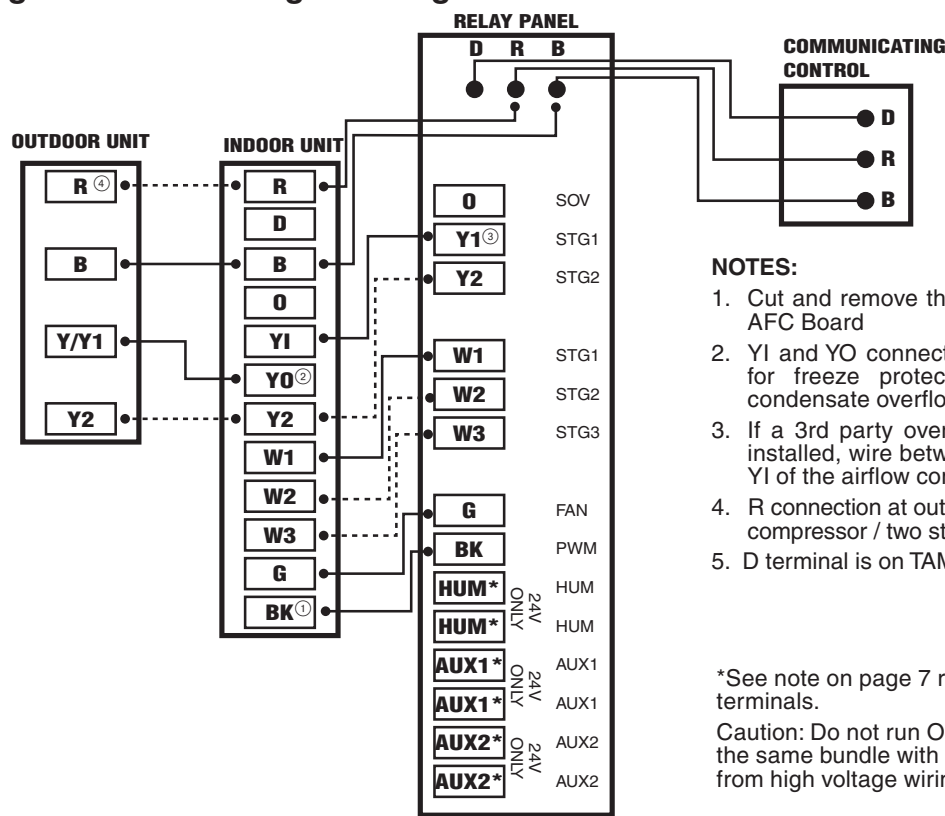 RELAY PANEL
D R B
COMMUNICATING
CONTROL
D
R
B
OUTDOOR UNIT
R ④
B
Y/Y1
Y2
INDOOR UNIT
R
D
B
O
YI
YO②
Y2
W1
W2
W3
G
BK①
O SOV
Y1③ STG1
Y2 STG2
W1 STG1
W2 STG2
W3 STG3
G FAN
BK PWM
HUM* HUM
HUM* HUM
24V
ONLY
AUX1* AUX1
AUX1* AUX1
24V
ONLY
AUX2* AUX2
AUX2* AUX2
24V
ONLY
NOTES:
1. Cut and remove th
AFC Board
2. YI and YO connect
for freeze protec
condensate overflo
3. If a 3rd party over
installed, wire betw
YI of the airflow con
4. R connection at out
compressor / two st
5. D terminal is on TAM
*See note on page 7 r
terminals.
Caution: Do not run O
the same bundle with
from high voltage wirin